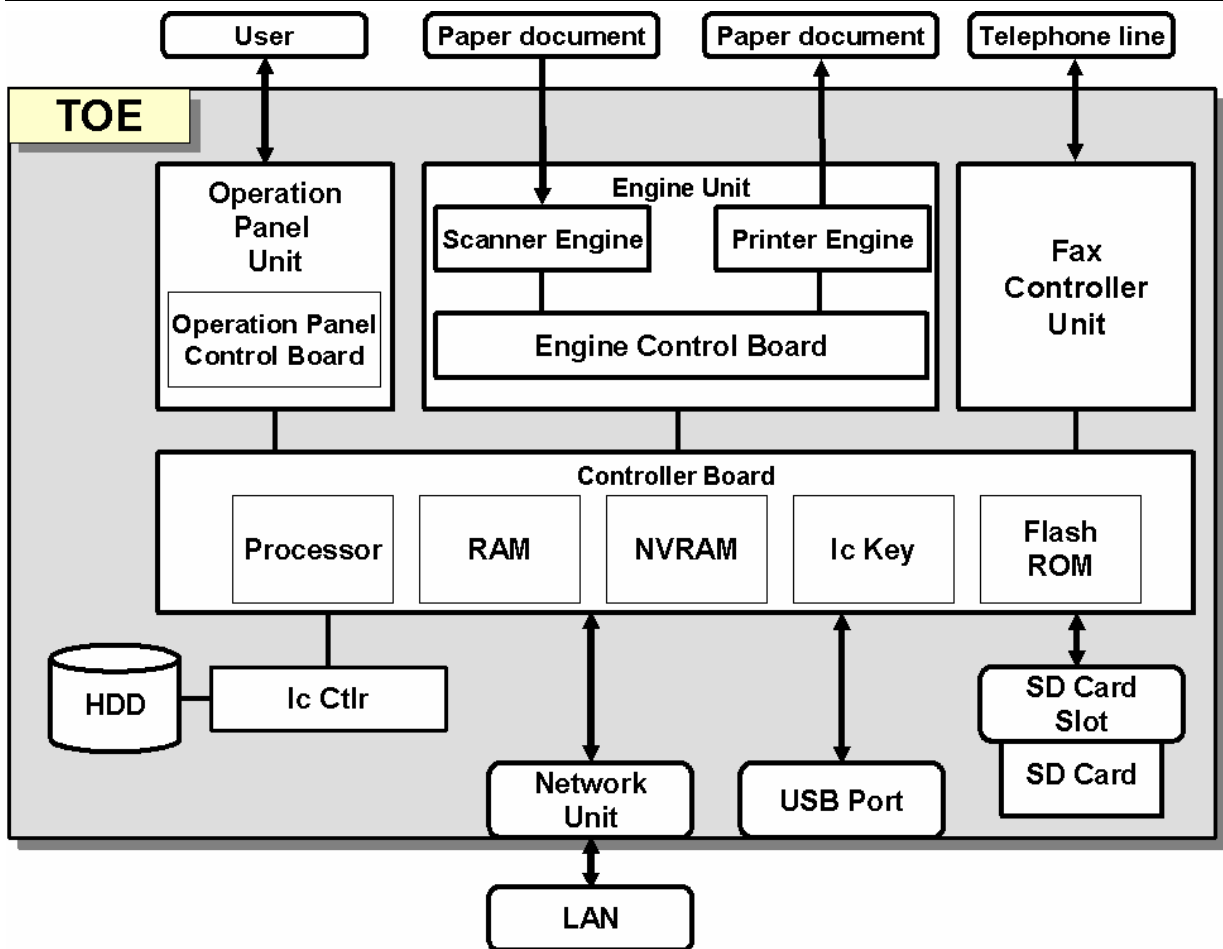 User
Paper document
Paper document
Telephone line
TOE
Operation
Panel
Unit
Operation Panel
Control Board
Engine Unit
Scanner Engine
Printer Engine
Engine Control Board
Fax
Controller
Unit
Controller Board
Processor
RAM
NVRAM
Ic Key
Flash
ROM
HDD
Ic Ctlr
SD Card
Slot
SD Card
Network
Unit
USB Port
LAN